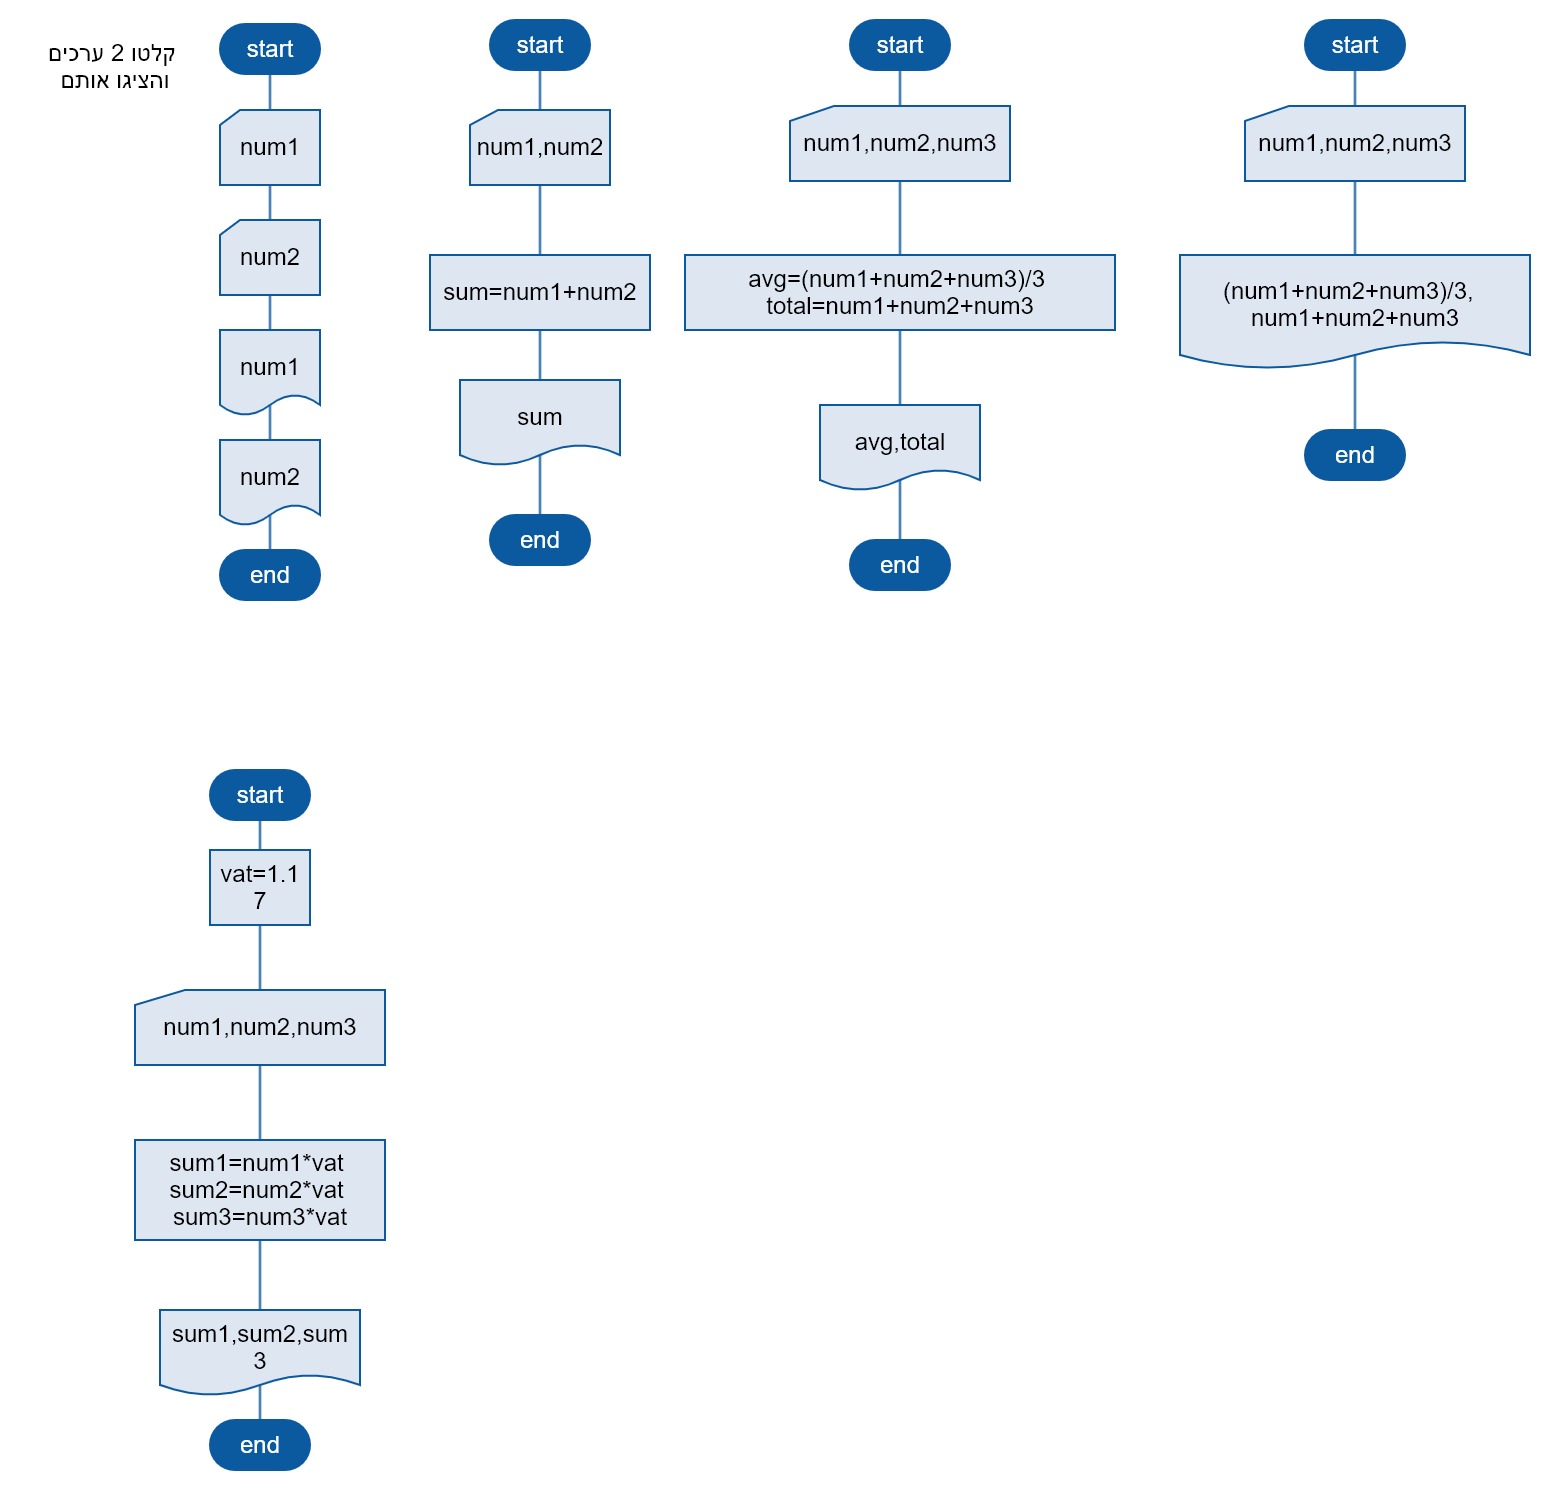 קלטו 2 ערכים
והציגו אותם
start
num1
num2
num1
num2
end
start
num1,num2
sum=num1+num2
sum
end
start
num1,num2,num3
avg=(num1+num2+num3)/3
total=num1+num2+num3
avg,total
end
start
num1,num2,num3
(num1+num2+num3)/3,
num1+num2+num3
end
start
vat=1.1
7
num1,num2,num3
sum1=num1*vat
sum2=num2*vat
sum3=num3*vat
sum1,sum2,sum
3
end